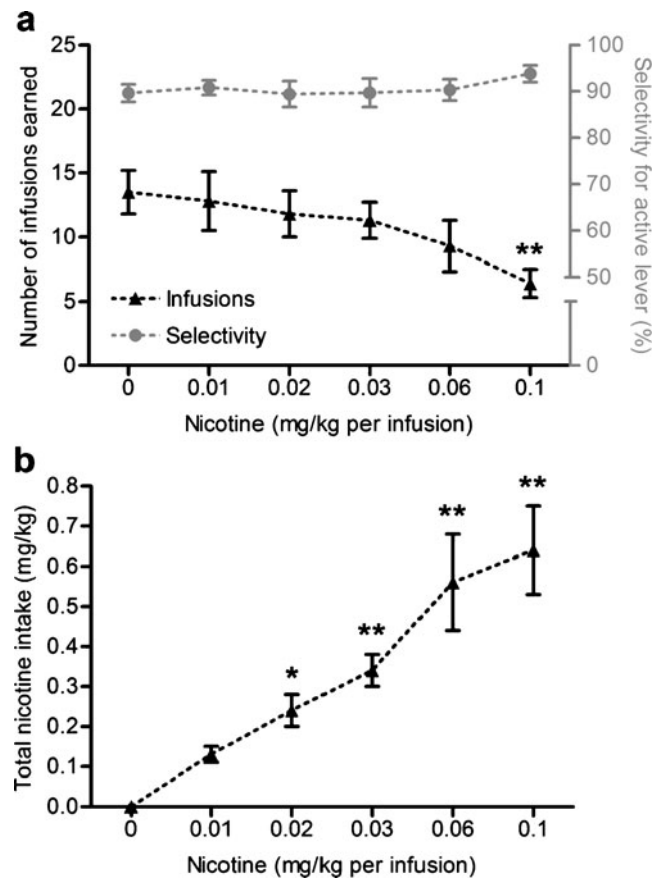 a
Number of infusions earned
25
20
15
10
5
0
**
Infusions
Selectivity
100
90
80
70
60
50
0
Selectivity for active lever (%)
0 0.01 0.02 0.03 0.06 0.1
Nicotine (mg/kg per infusion)
b
Total nicotine intake (mg/kg)
0.8
0.7
0.6
0.5
0.4
0.3
0.2
0.1
0.0
* ** ** **
0 0.01 0.02 0.03 0.06 0.1
Nicotine (mg/kg per infusion)